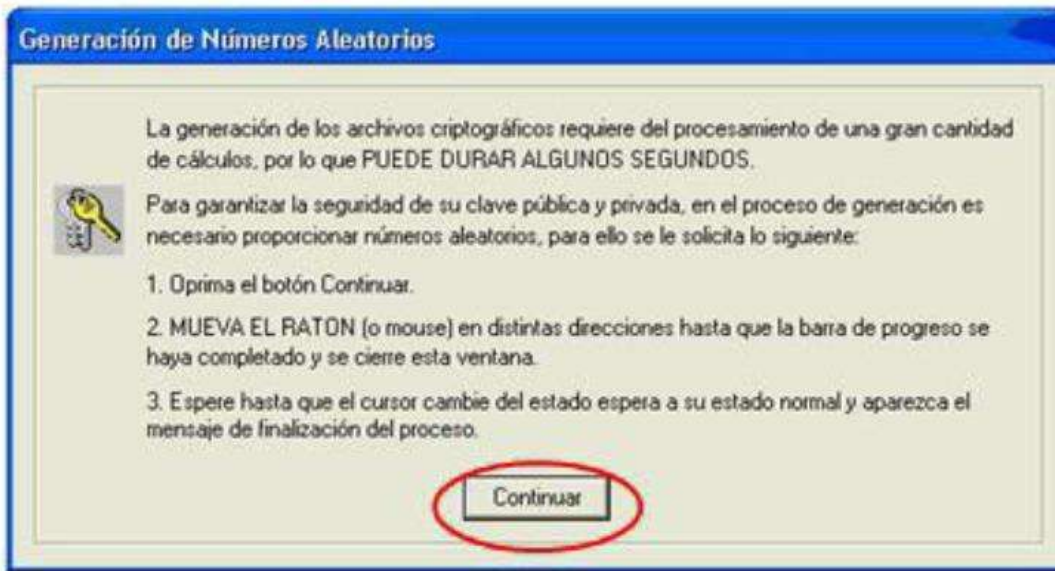 Generación de Números Aleatorios
La generación de los archivos criptográficos requiere del procesamiento de una gran cantidad
de cálculos, por lo que PUEDE DURAR ALGUNOS SEGUNDOS.
Para garantizar la seguridad de su clave pública y privada, en el proceso de generación es
necesario proporcionar números aleatorios, para ello se le solicita lo siguiente:
1. Oprima el botón Continuar.
2. MUEVA EL RATON (o mouse) en distintas direcciones hasta que la barra de progreso se
haya completado y se cierre esta ventana.
3. Espere hasta que el cursor cambie del estado espera a su estado normal y aparezca el
mensaje de finalización del proceso.
Continuar